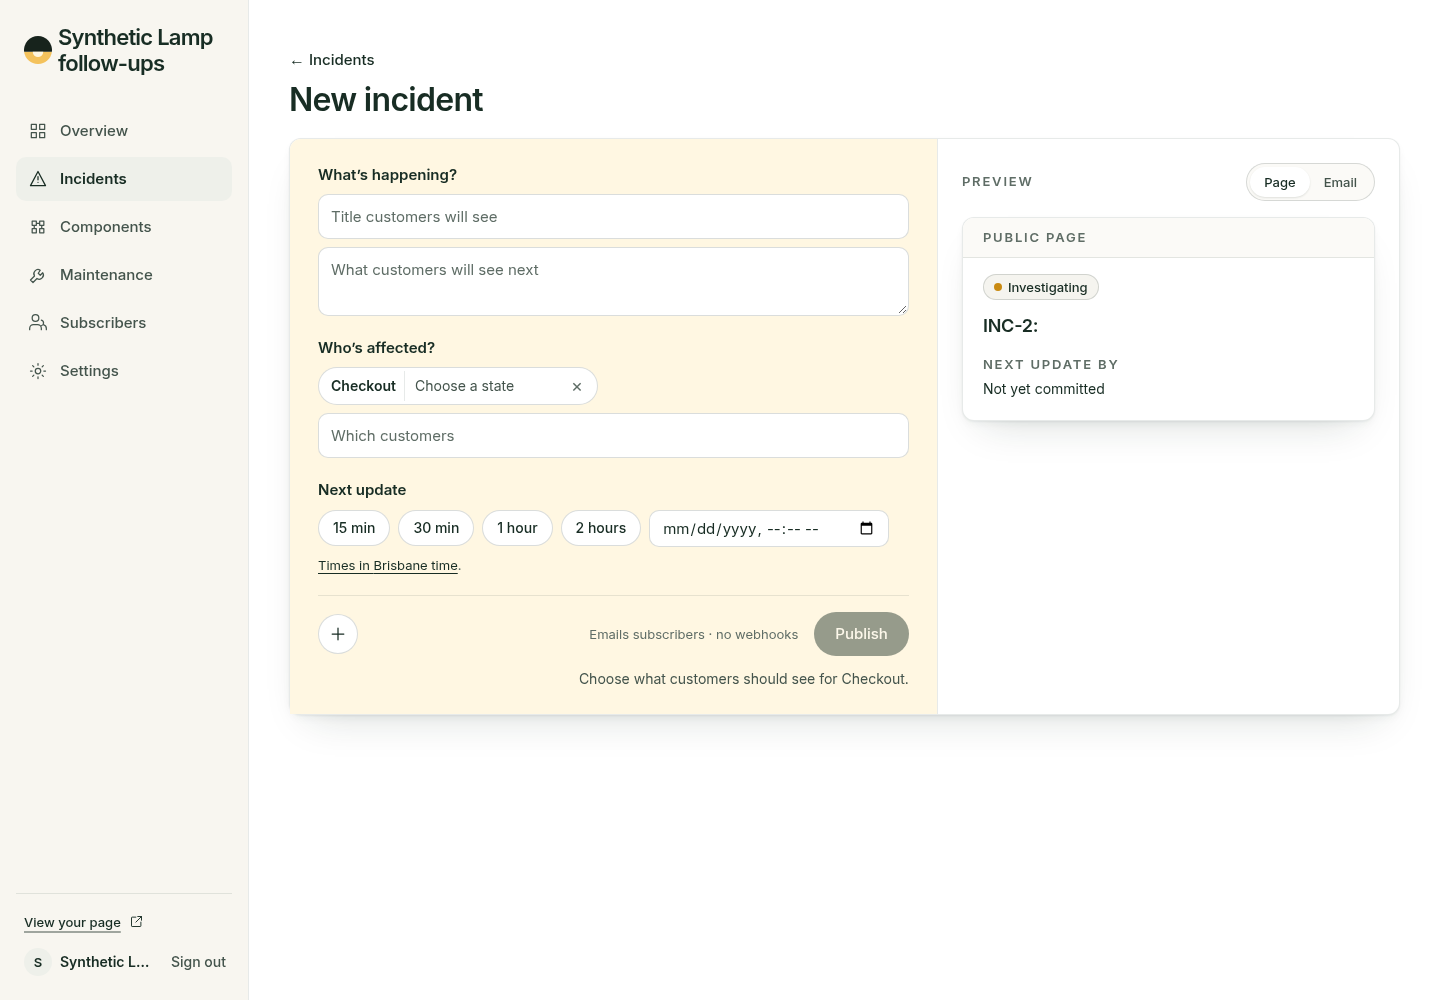 Synthetic Lamp
follow-ups
Overview
Incidents
Components
Maintenance
Subscribers
Settings
View your page
S
Synthetic L...
Sign out
← Incidents
New incident
What's happening?
Title customers will see
What customers will see next
Who's affected?
Checkout
Choose a state
×
Which customers
Next update
15 min
30 min
1 hour
2 hours
mm/dd/yyyy, --:-- --
Times in Brisbane time.
+
Emails subscribers · no webhooks
Publish
Choose what customers should see for Checkout.
PREVIEW
Page
Email
PUBLIC PAGE
Investigating
INC-2:
NEXT UPDATE BY
Not yet committed